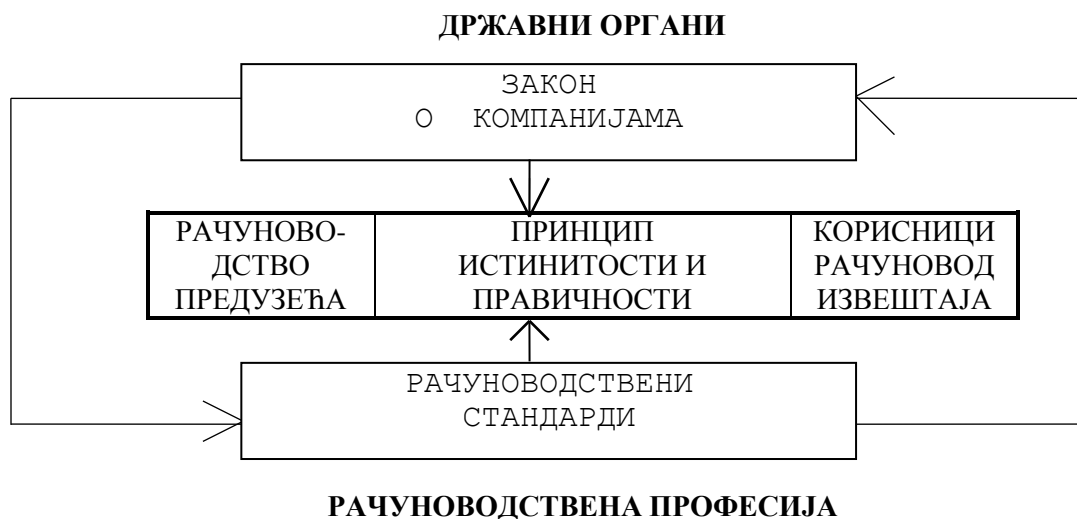 ДРЖАВНИ ОРГАНИ
ЗАКОН
О КОМПАНИЈАМА
РАЧУНОВО-
ДСТВО
ПРЕДУЗЕЋА
ПРИНЦИП
ИСТИНИТОСТИ И
ПРАВИЧНОСТИ
КОРИСНИЦИ
РАЧУНОВОД
ИЗВЕШТАЈА
РАЧУНОВОДСТВЕНИ
СТАНДАРДИ
РАЧУНОВОДСТВЕНА ПРОФЕСИЈА